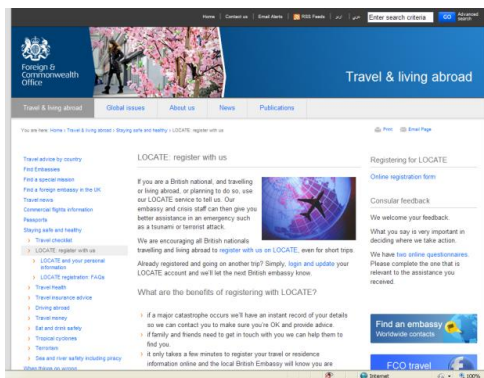 Home | Contact us | Email Alerts | RSS Feeds | اردو | عربي
Enter search criteria
GO
Advanced search
Foreign &
Commonwealth
Office
Travel & living abroad
Travel & living abroad
Global issues
About us
News
Publications
You are here: Home › Travel & living abroad › Staying safe and healthy › LOCATE: register with us
Print
Email Page
Travel advice by country
Find Embassies
Find a special mission
Find a foreign embassy in the UK
Travel news
Commercial flights information
Passports
Staying safe and healthy
Travel checklist
LOCATE: register with us
LOCATE and your personal
information
LOCATE registration: FAQs
Travel Health
Travel insurance advice
Driving abroad
Travel money
Eat and drink safely
Tropical cyclones
Terrorism
Sea and river safety including piracy
When things go wrong
LOCATE: register with us
If you are a British national, and travelling
or living abroad, or planning to do so, use
our LOCATE service to tell us. Our
embassy and crisis staff can then give you
better assistance in an emergency such
as a tsunami or terrorist attack.
We are encouraging all British nationals
travelling and living abroad to register with us on LOCATE, even for short trips.
Already registered and going on another trip? Simply, login and update your
LOCATE account and we'll let the next British embassy know.
What are the benefits of registering with LOCATE?
if a major catastrophe occurs we'll have an instant record of your details
so we can contact you to make sure you're OK and provide advice.
if family and friends need to get in touch with you we can help them to
find you.
it only takes a few minutes to register your travel or residence
information online and the local British Embassy will know you are
Registering for LOCATE
Online registration form
Consular feedback
We welcome your feedback.
What you say is very important in
deciding where we take action.
We have two online questionnaires.
Please complete the one that is
relevant to the assistance you
received.
Find an embassy
Worldwide contacts
FCO travel
Internet
100%